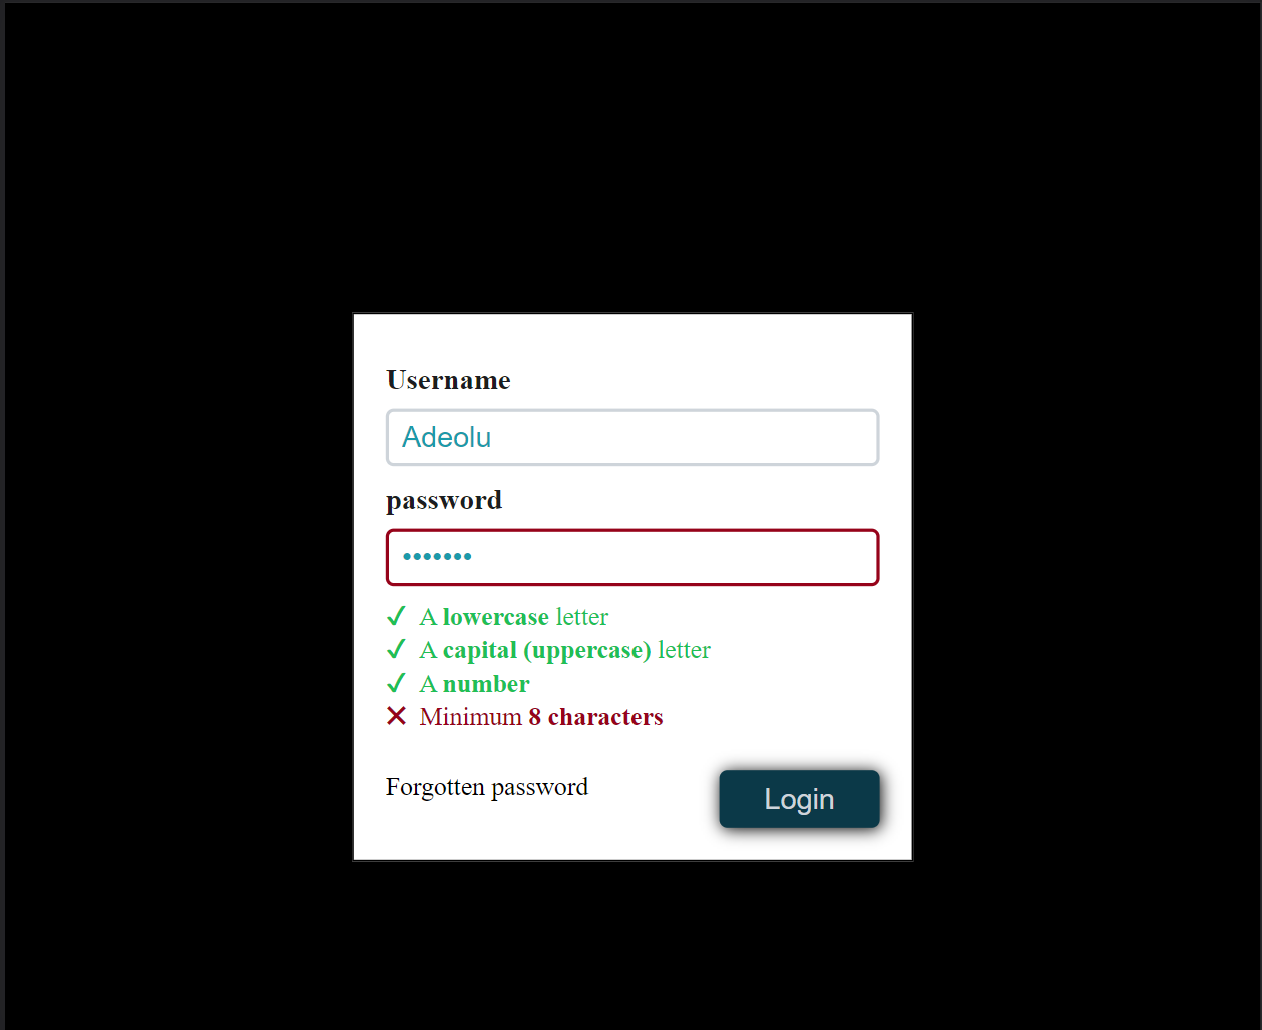 Username
Adeolu
password
•••••••
✓ A lowercase letter
✓ A capital (uppercase) letter
✓ A number
✕ Minimum 8 characters
Forgotten password
Login